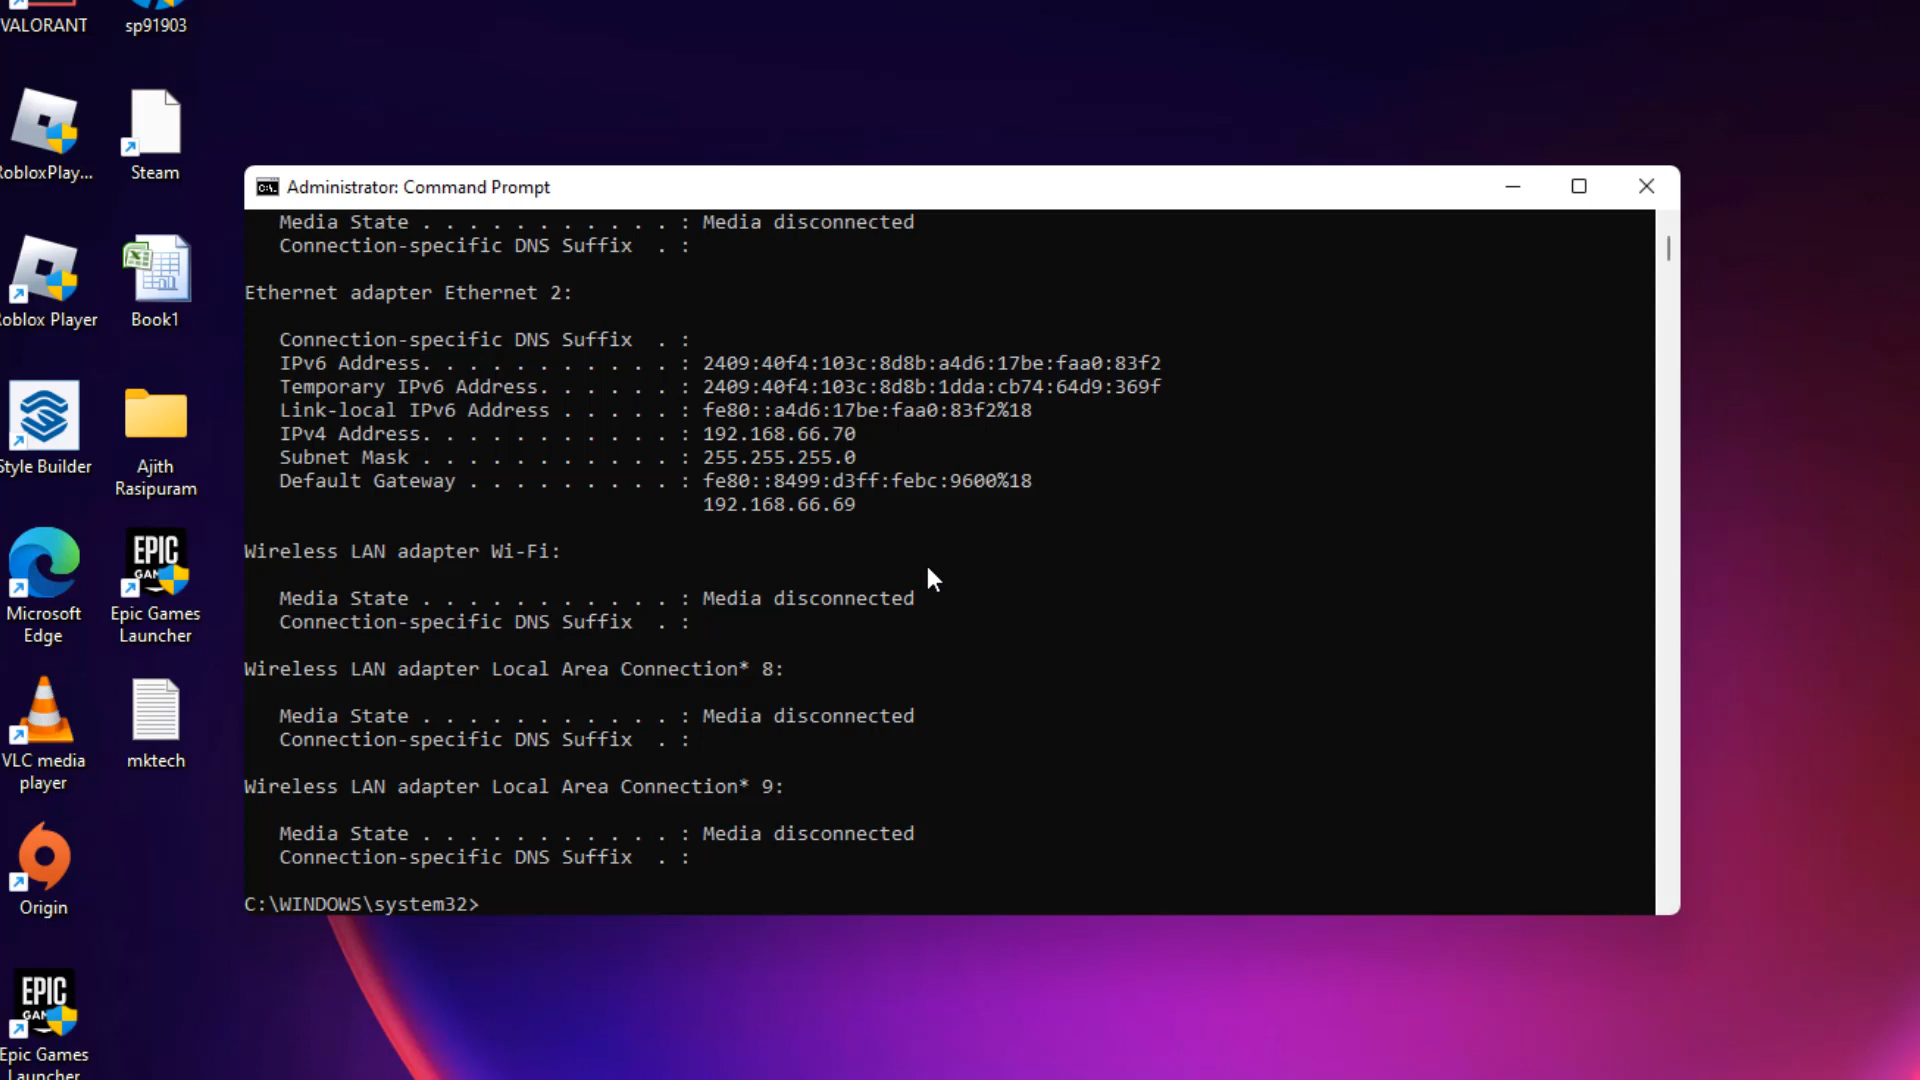 VALORANT
sp91903
RobloxPlay...
Steam
Roblox Player
Book1
Style Builder
Ajith
Rasipuram
Microsoft
Edge
EPIC
GAM
Epic Games
Launcher
VLC media
player
mktech
Origin
EPIC
GAM
Epic Games
Launcher
C:\. Administrator: Command Prompt
Media State . . . . . . . . . . . : Media disconnected
Connection-specific DNS Suffix  . :
Ethernet adapter Ethernet 2:
Connection-specific DNS Suffix  . :
IPv6 Address. . . . . . . . . . . : 2409:40f4:103c:8d8b:a4d6:17be:faa0:83f2
Temporary IPv6 Address. . . . . . : 2409:40f4:103c:8d8b:1dda:cb74:64d9:369f
Link-local IPv6 Address . . . . . : fe80::a4d6:17be:faa0:83f2%18
IPv4 Address. . . . . . . . . . . : 192.168.66.70
Subnet Mask . . . . . . . . . . . : 255.255.255.0
Default Gateway . . . . . . . . . : fe80::8499:d3ff:febc:9600%18
192.168.66.69
Wireless LAN adapter Wi-Fi:
Media State . . . . . . . . . . . : Media disconnected
Connection-specific DNS Suffix  . :
Wireless LAN adapter Local Area Connection* 8:
Media State . . . . . . . . . . . : Media disconnected
Connection-specific DNS Suffix  . :
Wireless LAN adapter Local Area Connection* 9:
Media State . . . . . . . . . . . : Media disconnected
Connection-specific DNS Suffix  . :
C:\WINDOWS\system32>